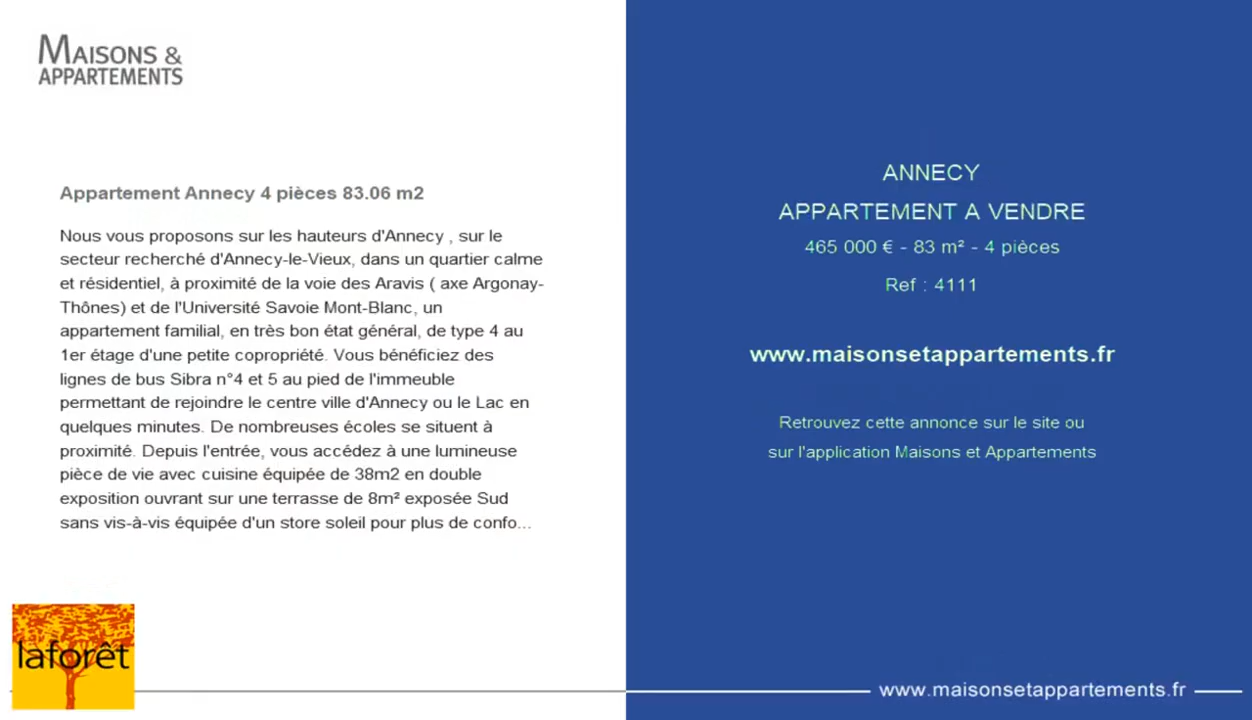 MAISONS &
APPARTEMENTS
Appartement Annecy 4 pièces 83.06 m2
Nous vous proposons sur les hauteurs d'Annecy , sur le
secteur recherché d'Annecy-le-Vieux, dans un quartier calme
et résidentiel, à proximité de la voie des Aravis ( axe Argonay-
Thônes) et de l'Université Savoie Mont-Blanc, un
appartement familial, en très bon état général, de type 4 au
1er étage d'une petite copropriété. Vous bénéficiez des
lignes de bus Sibra n°4 et 5 au pied de l'immeuble
permettant de rejoindre le centre ville d'Annecy ou le Lac en
quelques minutes. De nombreuses écoles se situent à
proximité. Depuis l'entrée, vous accédez à une lumineuse
pièce de vie avec cuisine équipée de 38m2 en double
exposition ouvrant sur une terrasse de 8m² exposée Sud
sans vis-à-vis équipée d'un store soleil pour plus de confo...
laforêt
ANNECY
APPARTEMENT A VENDRE
465 000 € - 83 m² - 4 pièces
Ref : 4111
www.maisonsetappartements.fr
Retrouvez cette annonce sur le site ou
sur l'application Maisons et Appartements
www.maisonsetappartements.fr